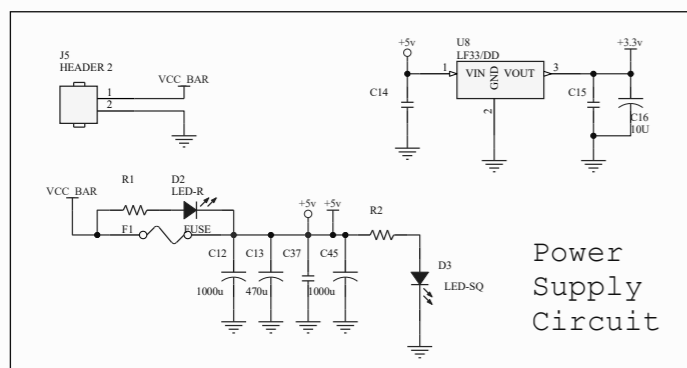 J5
HEADER 2
VCC_BAR
1
2
+5v
U8
LF33/DD
+3.3v
1
VIN
GND
VOUT
3
2
C14
C15
C16
10U
R1
D2
LED-R
VCC_BAR
F1
FUSE
+5v
+5v
R2
C12
C13
C37
C45
1000u
470u
1000u
D3
LED-SQ
Power
Supply
Circuit